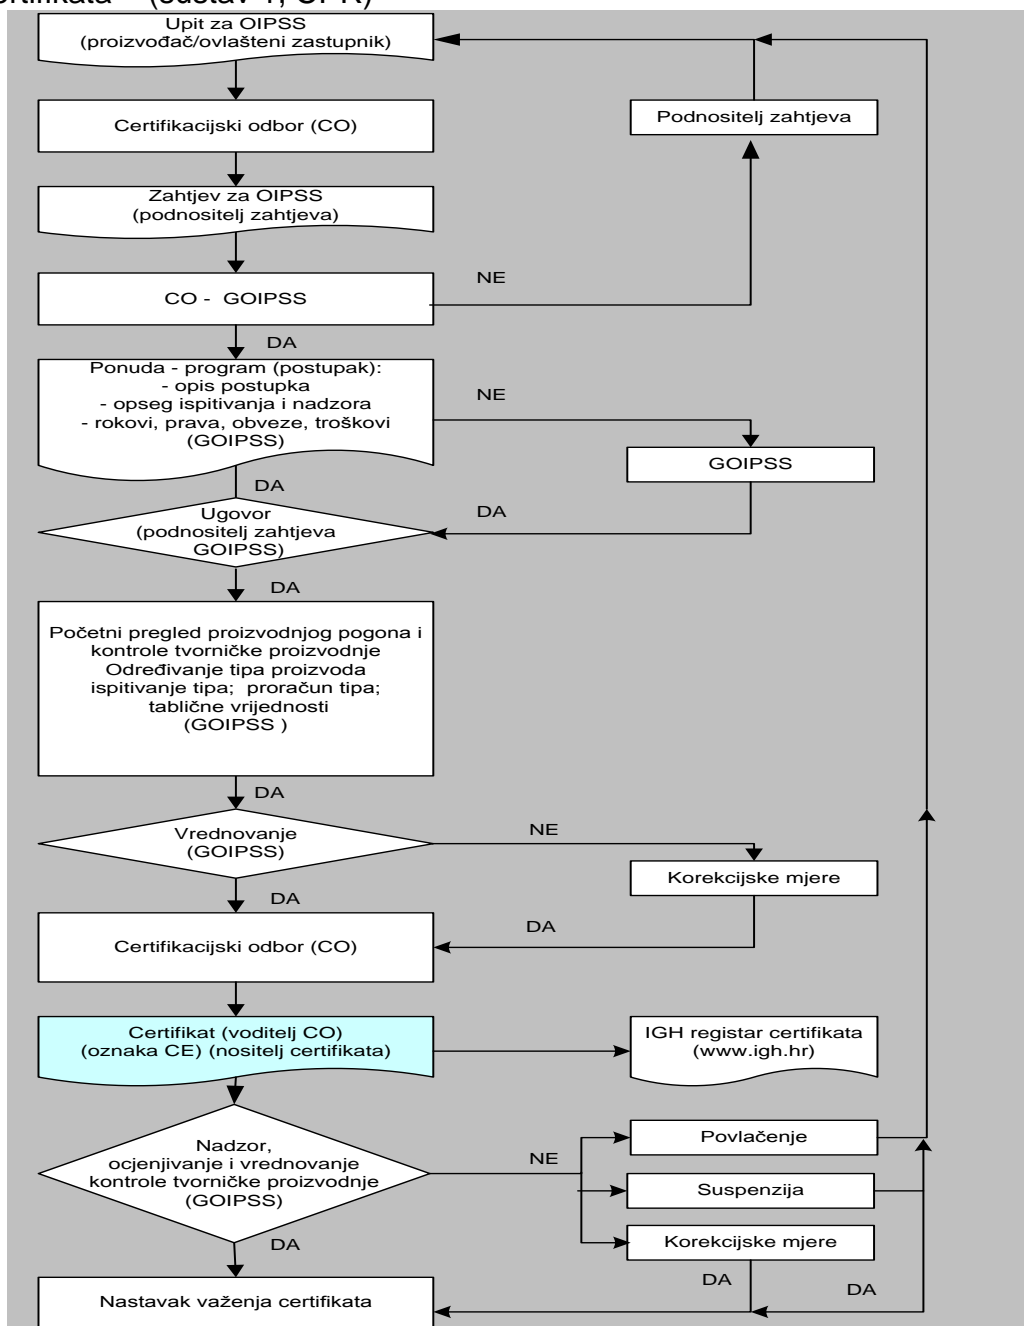 (sustav 1, CPR)
Upit za OIPSS
(proizvođač/ovlašteni zastupnik)
Certifikacijski odbor (CO)
Podnositelj zahtjeva
Zahtjev za OIPSS
(podnositelj zahtjeva)
CO - GOIPSS
NE
DA
Ponuda - program (postupak):
- opis postupka
- opseg ispitivanja i nadzora
- rokovi, prava, obveze, troškovi
(GOIPSS)
NE
GOIPSS
DA
DA
Ugovor
(podnositelj zahtjeva
GOIPSS)
DA
Početni pregled proizvodnjog pogona i
kontrole tvorničke proizvodnje
Određivanje tipa proizvoda
ispitivanje tipa; proračun tipa;
tablične vrijednosti
(GOIPSS )
DA
Vrednovanje
(GOIPSS)
NE
Korekcijske mjere
DA
DA
Certifikacijski odbor (CO)
Certifikat (voditelj CO)
(oznaka CE) (nositelj certifikata)
IGH registar certifikata
(www.igh.hr)
Nadzor,
ocjenjivanje i vrednovanje
kontrole tvorničke proizvodnje
(GOIPSS)
NE
Povlačenje
Suspenzija
Korekcijske mjere
DA
DA
DA
Nastavak važenja certifikata